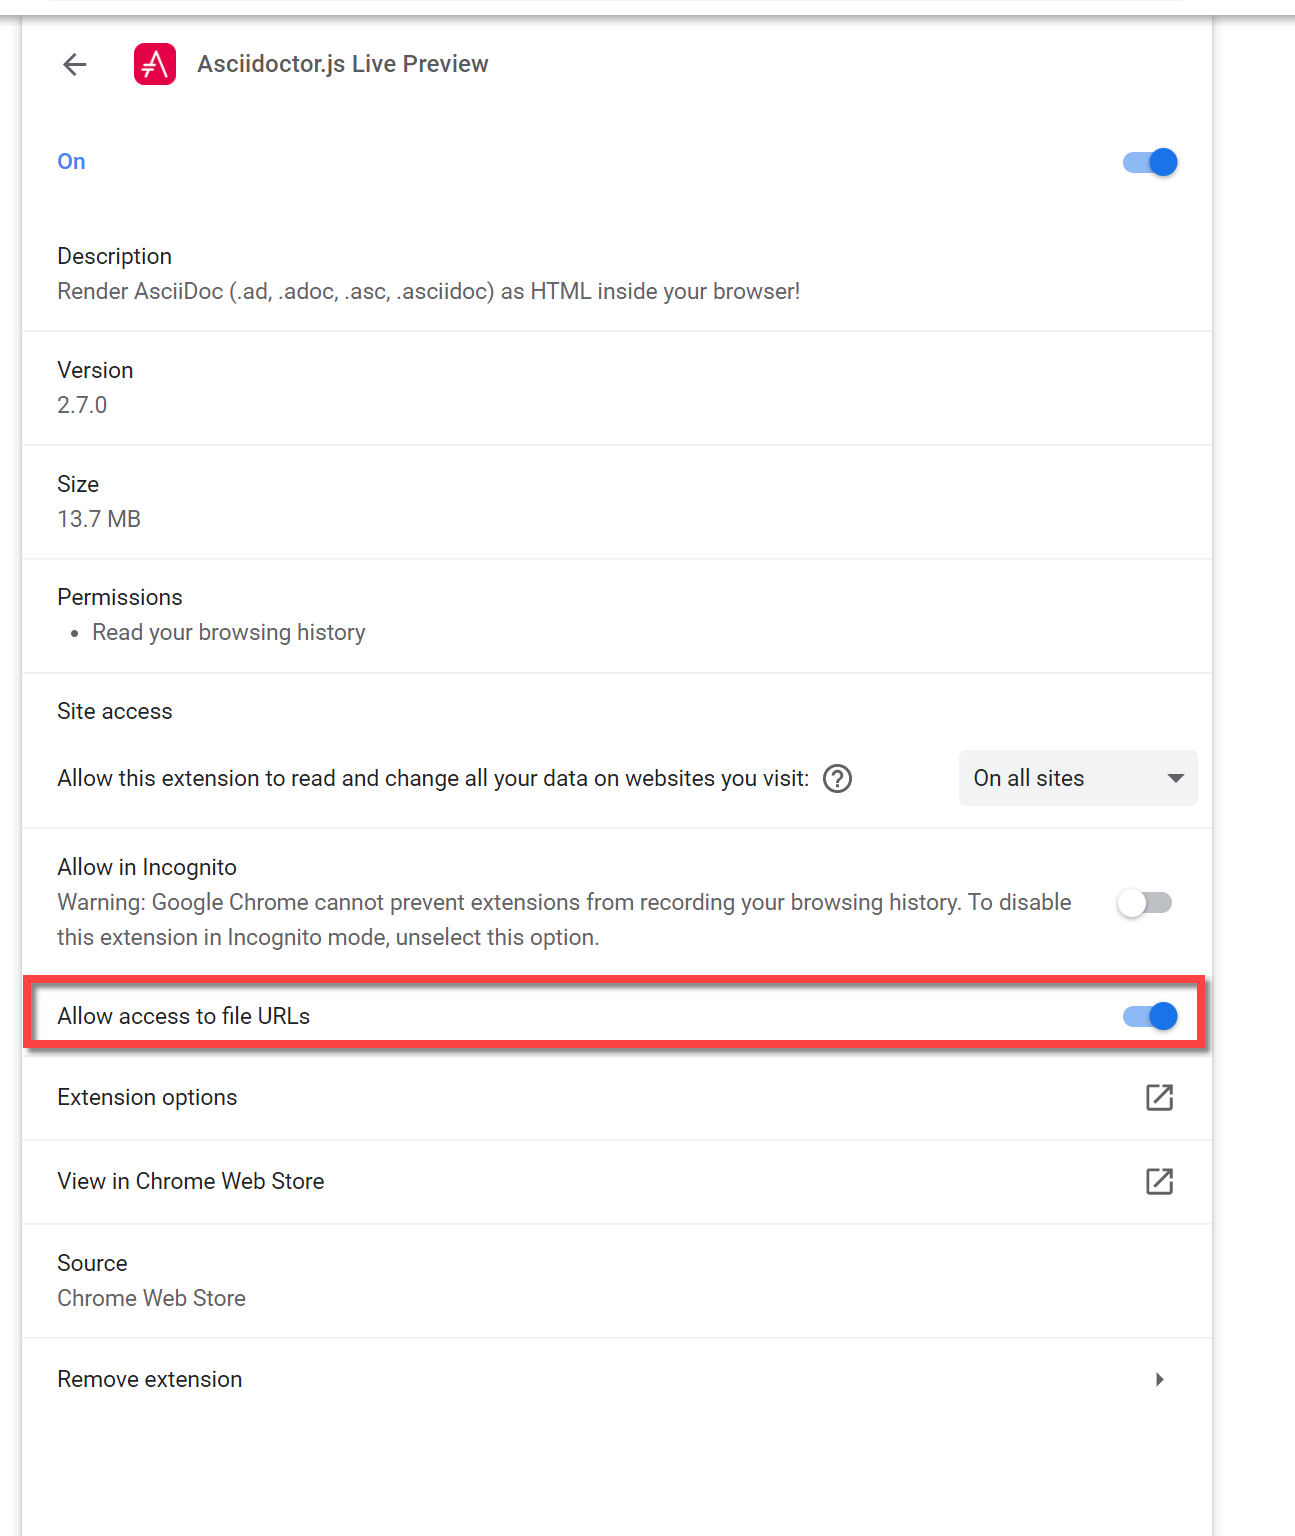 Asciidoctor.js Live Preview
On
Description
Render AsciiDoc (.ad, .adoc, .asc, .asciidoc) as HTML inside your browser!
Version
2.7.0
Size
13.7 MB
Permissions
• Read your browsing history
Site access
Allow this extension to read and change all your data on websites you visit: ? On all sites
Allow in Incognito
Warning: Google Chrome cannot prevent extensions from recording your browsing history. To disable
this extension in Incognito mode, unselect this option.
Allow access to file URLs
Extension options
View in Chrome Web Store
Source
Chrome Web Store
Remove extension